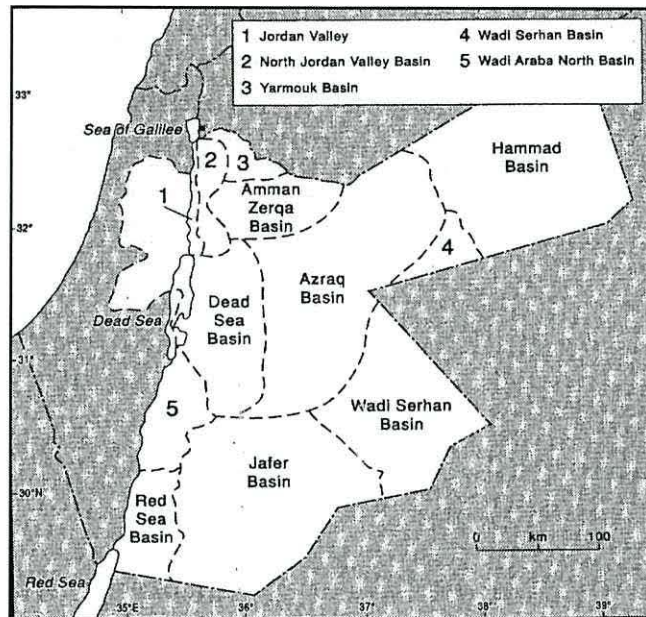 1 Jordan Valley
2 North Jordan Valley Basin
3 Yarmouk Basin
4 Wadi Serhan Basin
5 Wadi Araba North Basin
33°
Sea of Galilee
2
3
Hammad
Basin
1
Amman
Zerqa
Basin
32°
4
Azraq
Basin
Dead
Sea
Basin
Dead Sea
31°
5
Wadi Serhan
Basin
Jafer
Basin
30°N
Red
Sea
Basin
0 km 100
Red Sea
35°E 36° 37° 38° 39°